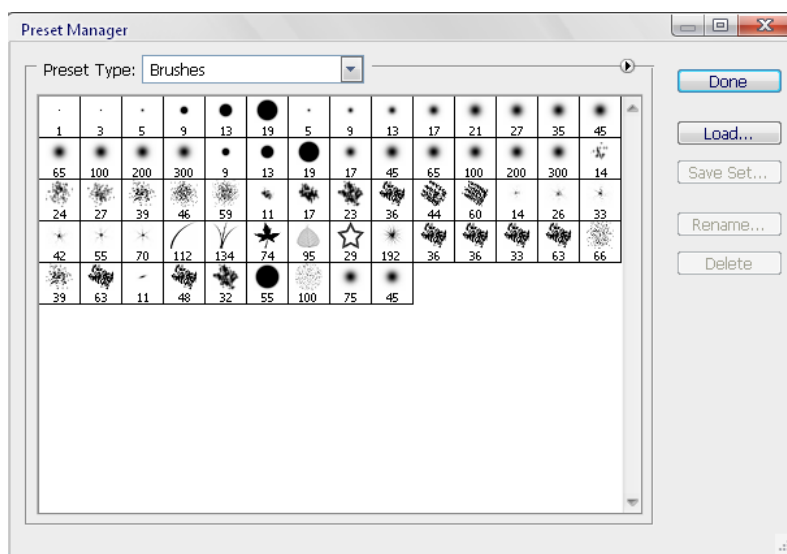 Preset Manager
Preset Type: Brushes
Done
Load...
Save Set...
Rename...
Delete
1 3 5 9 13 19 5 9 13 17 21 27 35 45
65 100 200 300 9 13 19 17 45 65 100 200 300 14
24 27 39 46 59 11 17 23 36 44 60 14 26 33
42 55 70 112 134 74 95 29 192 36 36 33 63 66
39 63 11 48 32 55 100 75 45